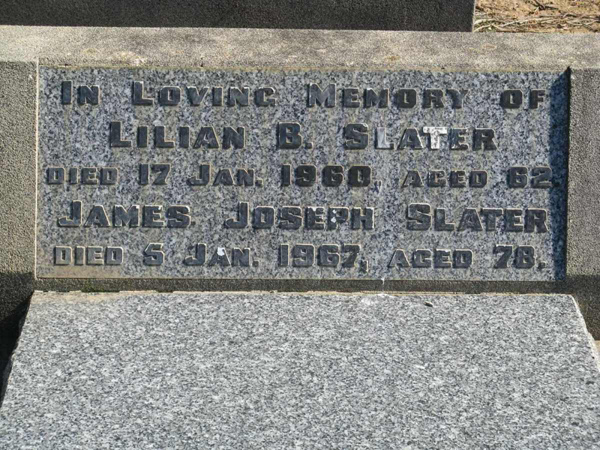 IN LOVING MEMORY OF
LILIAN B. SLATER
DIED 17 JAN. 1960, AGED 62.
JAMES JOSEPH SLATER
DIED 5 JAN. 1967, AGED 78.